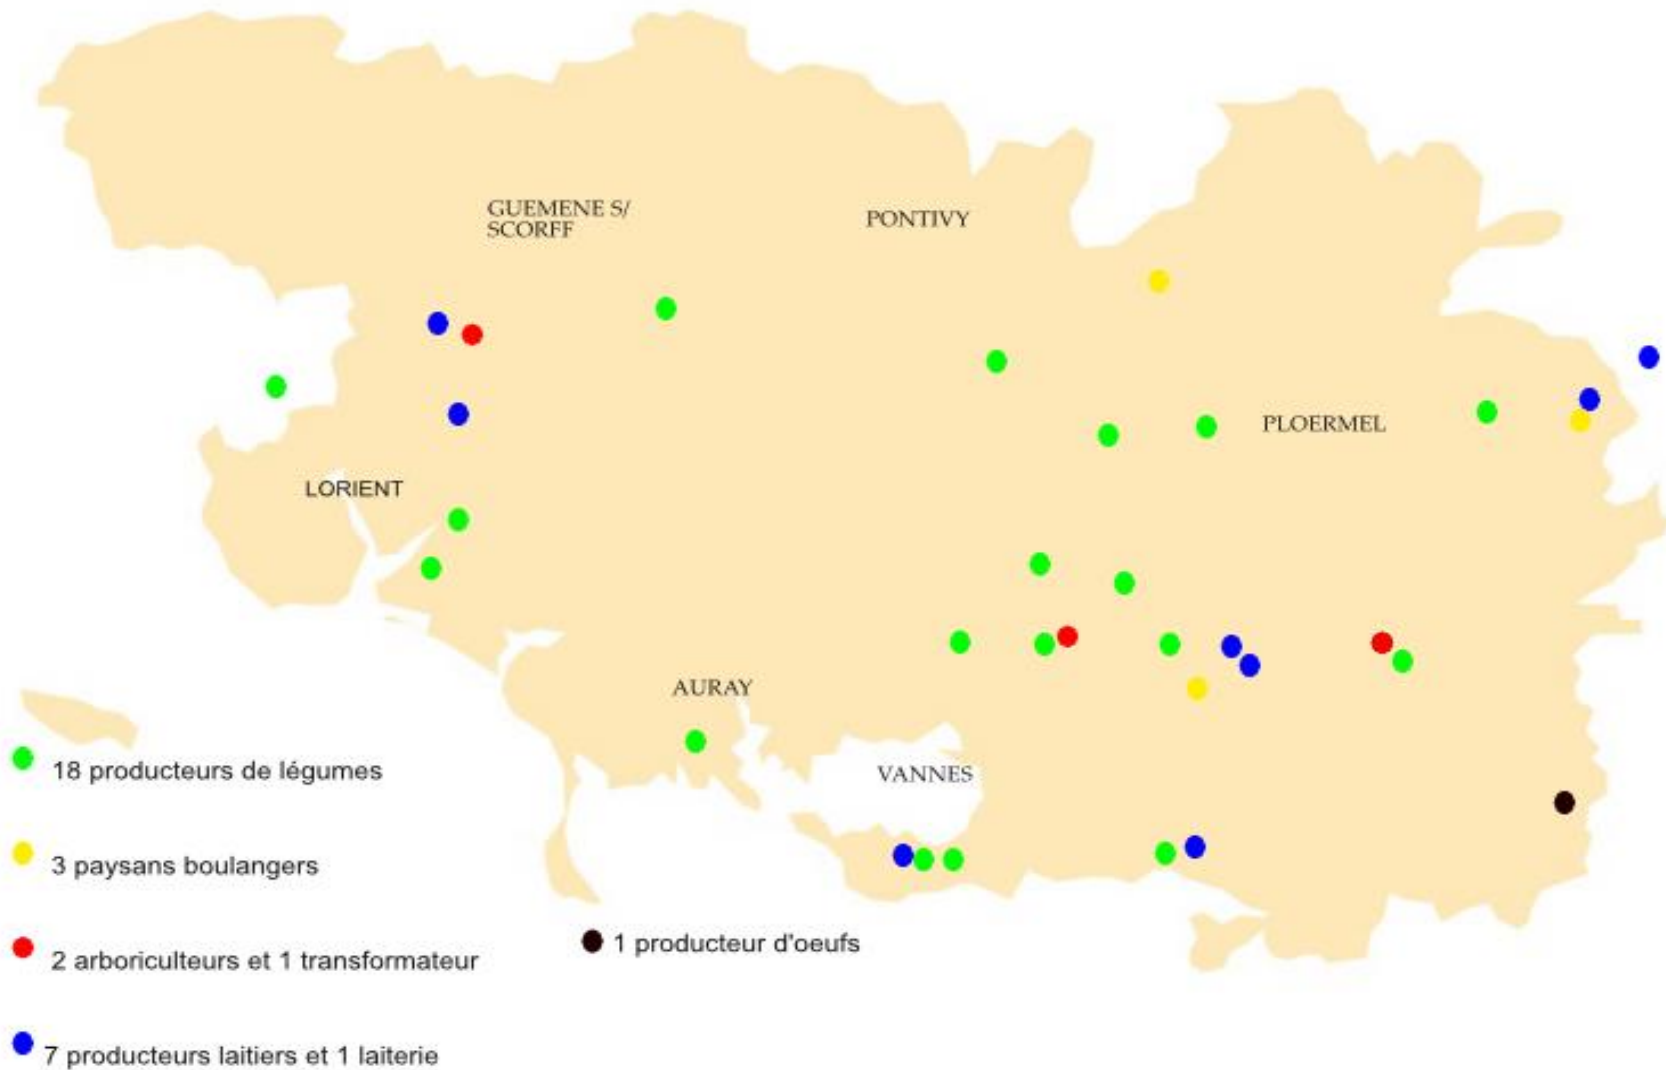 GUEMENE S/
SCORFF
PONTIVY
PLOERMEL
LORIENT
AURAY
VANNES
18 producteurs de légumes
3 paysans boulangers
2 arboriculteurs et 1 transformateur
1 producteur d'oeufs
7 producteurs laitiers et 1 laiterie